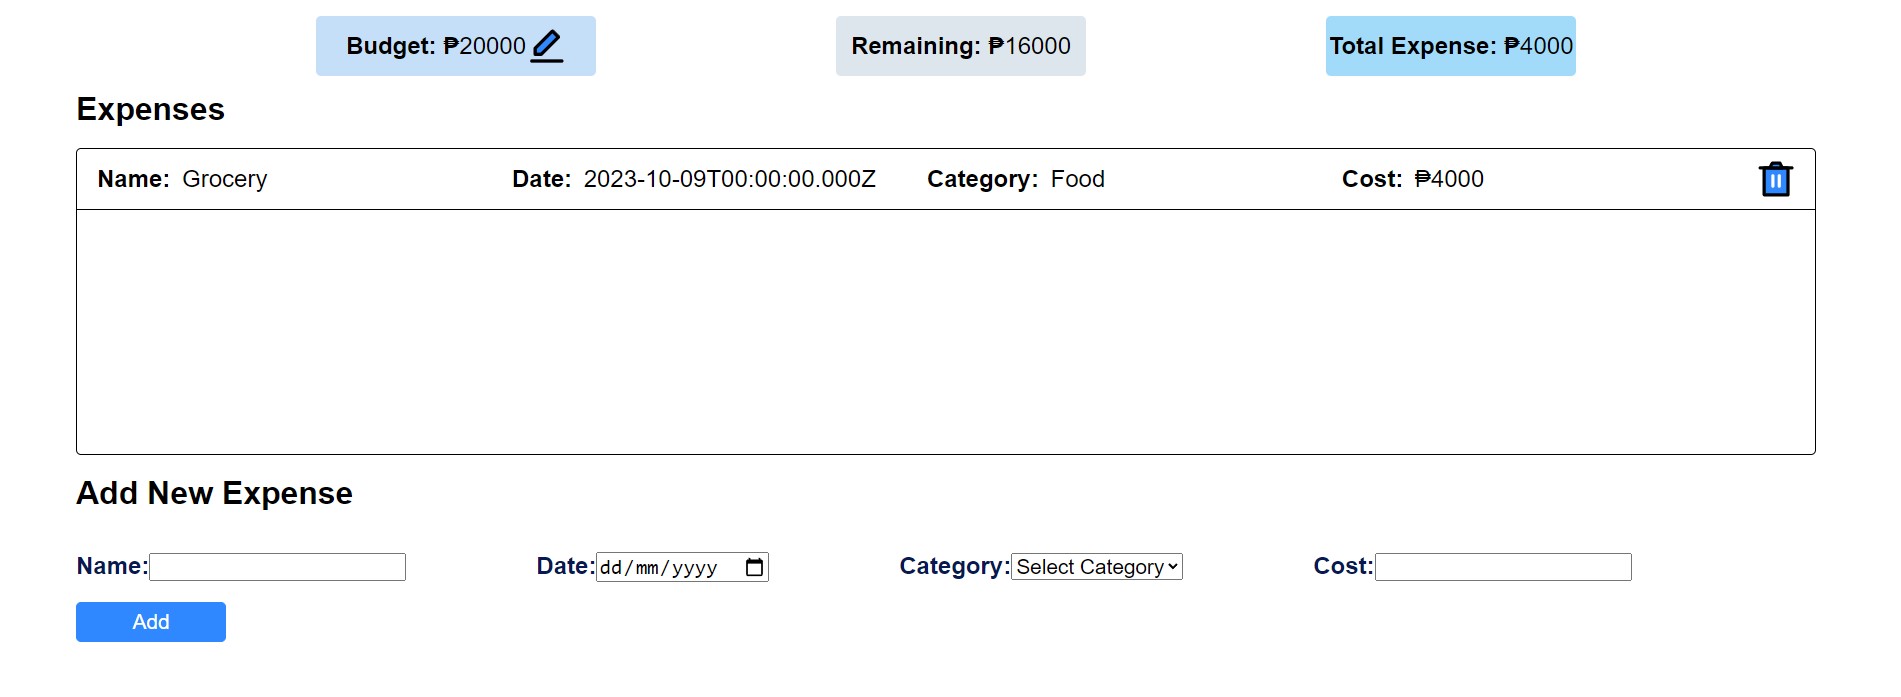 Budget: ₱20000 Remaining: ₱16000 Total Expense: ₱4000
Expenses
Name: Grocery Date: 2023-10-09T00:00:00.000Z Category: Food Cost: ₱4000
Add New Expense
Name: Date: dd/mm/yyyy Category: Select Category Cost:
Add